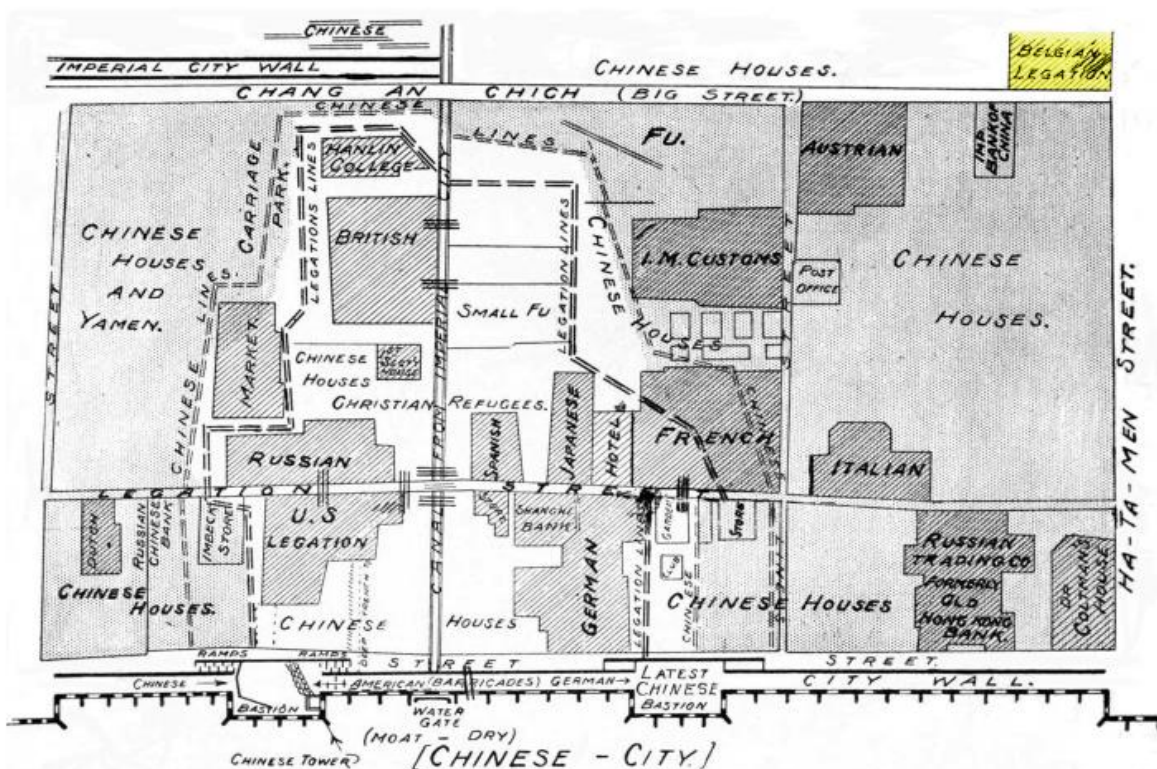 CHINESE
IMPERIAL CITY WALL
CHINESE HOUSES.
BELGIAN
LEGATION
CHANG AN CHICH (BIG STREET.)
CHINESE
LINES
FU.
HANLIN
COLLEGE
CARRIAGE
PARK.
LEGATIONS LINES
AUSTRIAN
IMP.
BANK OF
CHINA
CHINESE
HOUSES
AND
YAMEN.
CHINESE
LINES
BRITISH
LEGATION LINES
CHINESE
HOUSES
I.M. CUSTOMS
STREET
POST
OFFICE
CHINESE
HOUSES.
HA-TA-MEN STREET.
STREET
MARKET.
SMALL FU
CHINESE
HOUSES
CHRISTIAN REFUGEES.
CANAL FROM IMPERIAL
RUSSIAN
SPANISH
JAPANESE
HOTEL
FRENCH
CHINESE
ITALIAN
LEGATION STREET
DUTCH
RUSSIAN
CHINESE
BANK
IMBECK
STORE
U.S
LEGATION
BANK
GERMAN
LEGATION LINES
STORE
CHINESE
LINES
RUSSIAN
TRADING CO
FORMERLY
OLD
HONG KONG
BANK.
DR
COLTMAN'S
HOUSE
CHINESE
HOUSES.
CHINESE
HOUSES
CHINESE HOUSES
RAMPS
RAMPS
STREET
STREET.
CHINESE
AMERICAN (BARRICADES) GERMAN
LATEST
CHINESE
BASTION
CITY WALL.
BASTION
WATER
GATE
(MOAT - DRY)
CHINESE TOWER
[CHINESE - CITY.]